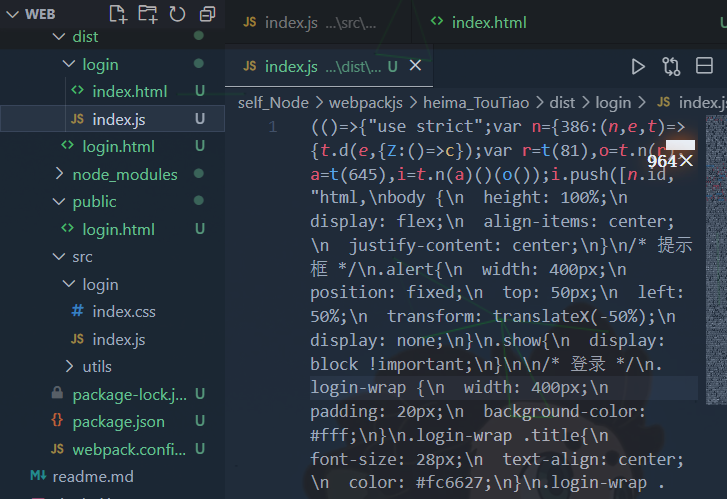 WEB
dist
login
index.html U
index.js U
login.html U
node_modules
public
login.html U
src
login
index.css
index.js
utils
package-lock.j... U
package.json U
webpack.confi... U
readme.md
JS index.js ...\src\...
index.html
JS index.js ...\dist\... U
self_Node > webpackjs > heima_TouTiao > dist > login > JS index.js
1 (()=>{"use strict";var n={386:(n,e,t)=>
{t.d(e,{Z:()=>c});var r=t(81),o=t.n(r),
964×
a=t(645),i=t.n(a)()(o());i.push([n.id,
"html,\nbody {\n  height: 100%;\n
display: flex;\n  align-items: center;
\n  justify-content: center;\n}\n/* 提示
框 */\n.alert{\n  width: 400px;\n
position: fixed;\n  top: 50px;\n  left:
50%;\n  transform: translateX(-50%);\n
display: none;\n}\n.show{\n  display:
block !important;\n}\n\n/* 登录 */\n.
login-wrap {\n  width: 400px;\n
padding: 20px;\n  background-color:
#fff;\n}\n.login-wrap .title{\n
font-size: 28px;\n  text-align: center;
\n  color: #fc6627;\n}\n.login-wrap .